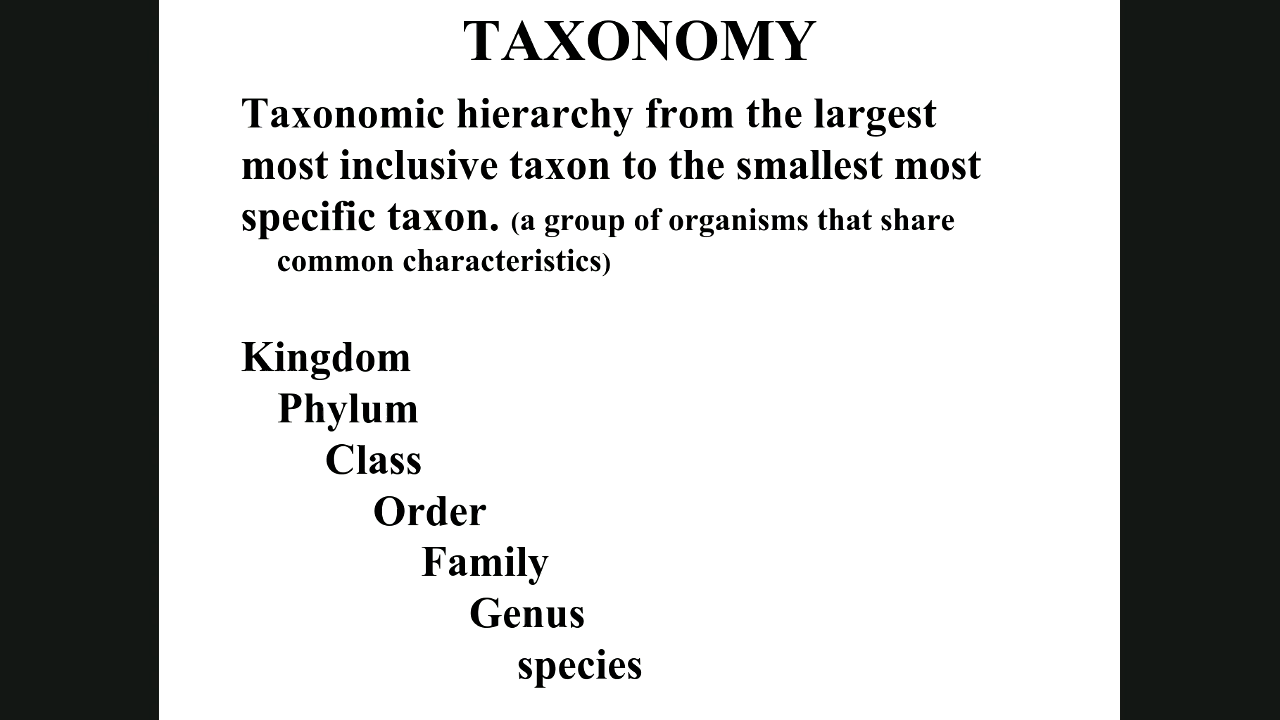 TAXONOMY
Taxonomic hierarchy from the largest
most inclusive taxon to the smallest most
specific taxon. (a group of organisms that share
common characteristics)
Kingdom
Phylum
Class
Order
Family
Genus
species